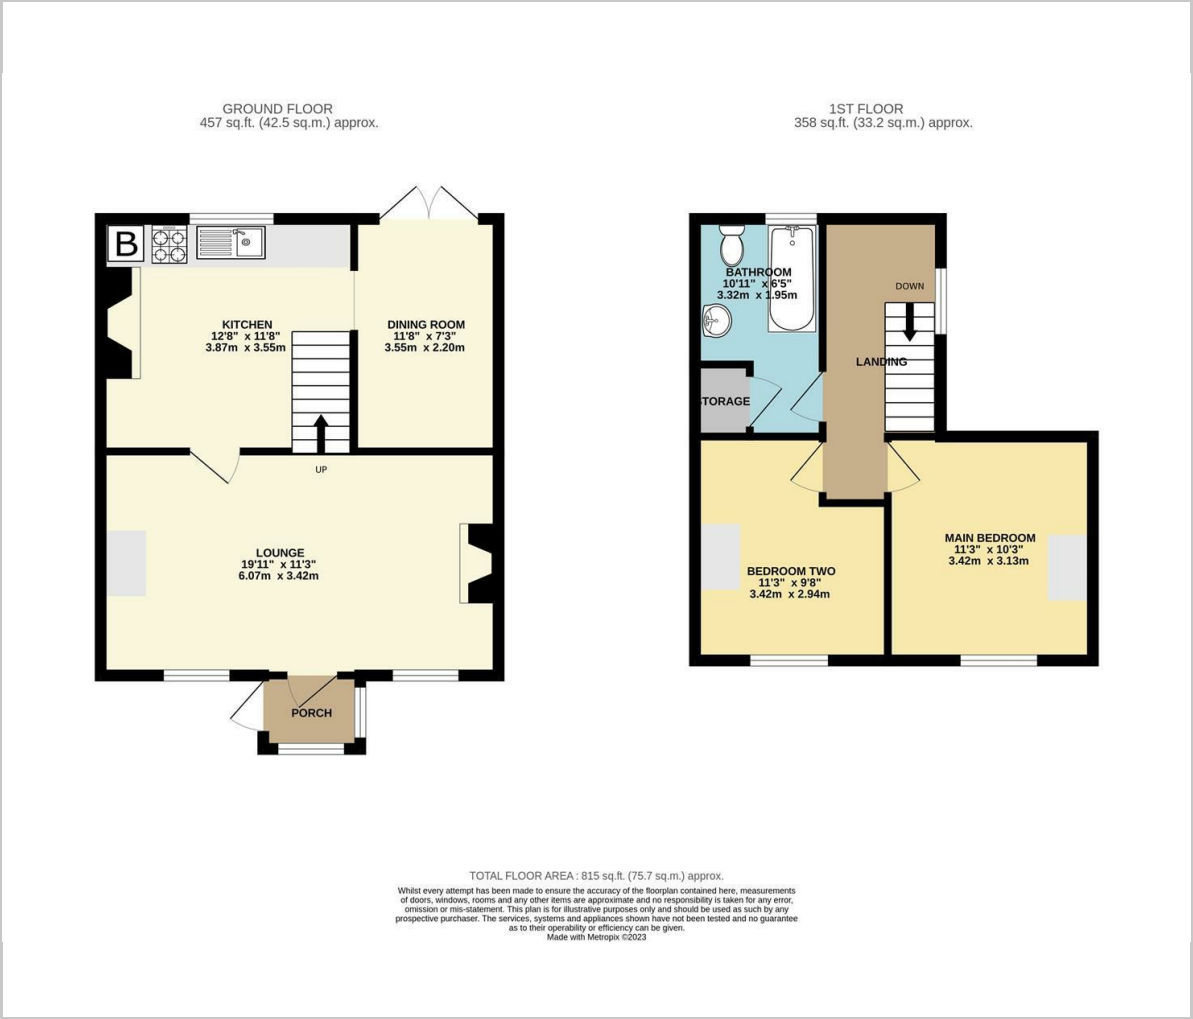 GROUND FLOOR
457 sq.ft. (42.5 sq.m.) approx.
1ST FLOOR
358 sq.ft. (33.2 sq.m.) approx.
B
KITCHEN
12'8" x 11'8"
3.87m x 3.55m
DINING ROOM
11'8" x 7'3"
3.55m x 2.20m
UP
LOUNGE
19'11" x 11'3"
6.07m x 3.42m
PORCH
BATHROOM
10'11" x 6'5"
3.32m x 1.95m
DOWN
LANDING
STORAGE
BEDROOM TWO
11'3" x 9'8"
3.42m x 2.94m
MAIN BEDROOM
11'3" x 10'3"
3.42m x 3.13m
TOTAL FLOOR AREA : 815 sq.ft. (75.7 sq.m.) approx.
Whilst every attempt has been made to ensure the accuracy of the floorplan contained here, measurements
of doors, windows, rooms and any other items are approximate and no responsibility is taken for any error,
omission or mis-statement. This plan is for illustrative purposes only and should be used as such by any
prospective purchaser. The services, systems and appliances shown have not been tested and no guarantee
as to their operability or efficiency can be given.
Made with Metropix ©2023